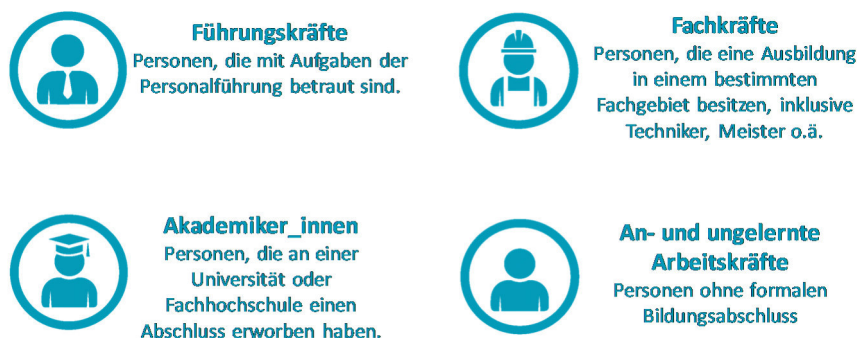 Führungskräfte
Personen, die mit Aufgaben der
Personalführung betraut sind.
Fachkräfte
Personen, die eine Ausbildung
in einem bestimmten
Fachgebiet besitzen, inklusive
Techniker, Meister o.ä.
Akademiker_innen
Personen, die an einer
Universität oder
Fachhochschule einen
Abschluss erworben haben.
An- und ungelernte
Arbeitskräfte
Personen ohne formalen
Bildungsabschluss